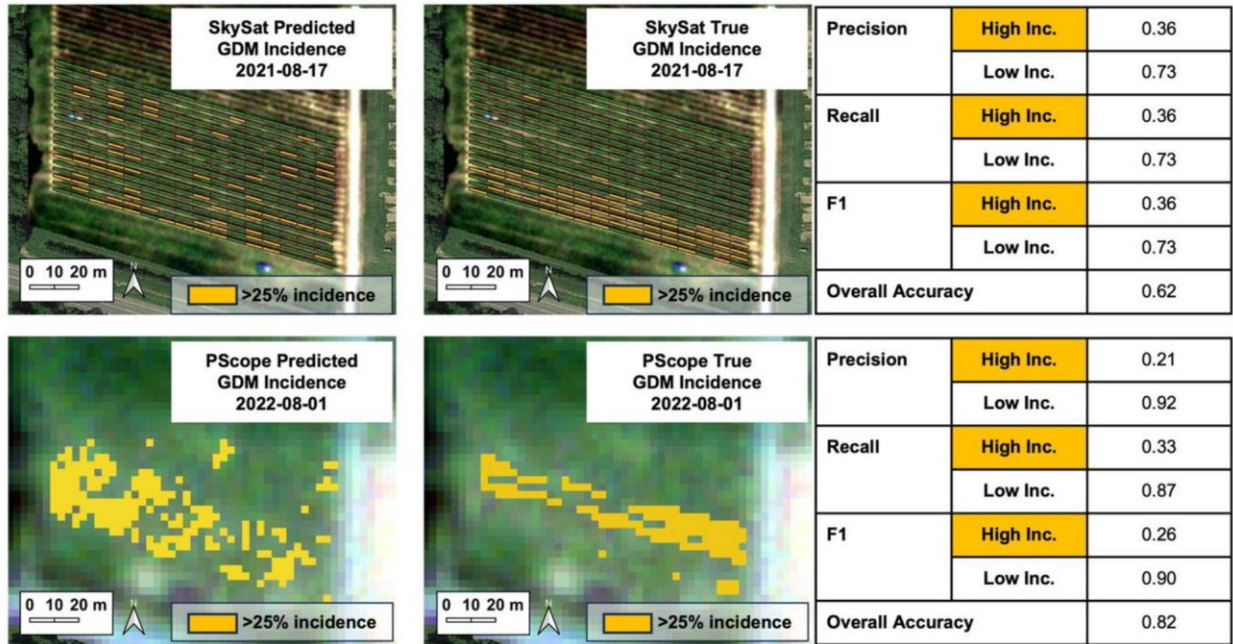 SkySat Predicted
GDM Incidence
2021-08-17
0 10 20 m
N
>25% incidence
SkySat True
GDM Incidence
2021-08-17
0 10 20 m
N
>25% incidence
Precision High Inc. 0.36
Low Inc. 0.73
Recall High Inc. 0.36
Low Inc. 0.73
F1 High Inc. 0.36
Low Inc. 0.73
Overall Accuracy 0.62
PScope Predicted
GDM Incidence
2022-08-01
0 10 20 m
N
>25% incidence
PScope True
GDM Incidence
2022-08-01
0 10 20 m
N
>25% incidence
Precision High Inc. 0.21
Low Inc. 0.92
Recall High Inc. 0.33
Low Inc. 0.87
F1 High Inc. 0.26
Low Inc. 0.90
Overall Accuracy 0.82